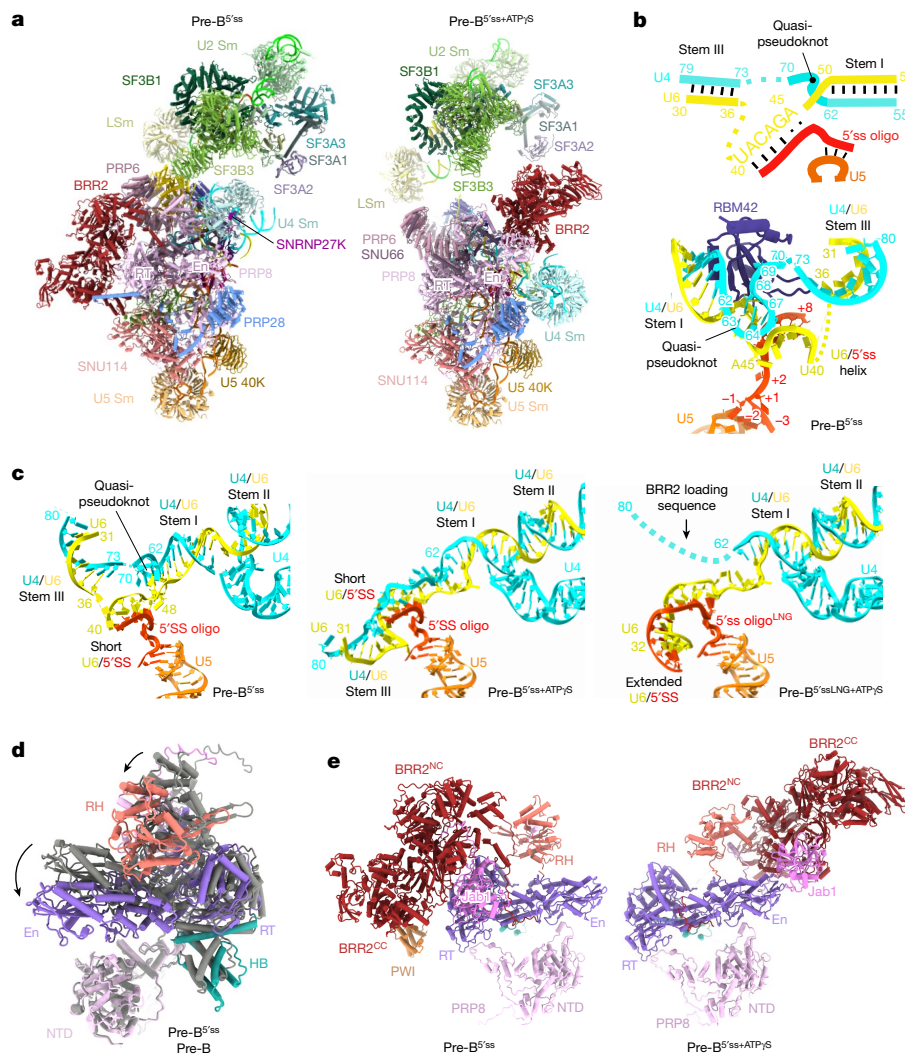 a
Pre-B5′ss
U2 Sm
SF3B1
LSm
SF3A3
SF3A1
SF3B3
SF3A2
PRP6
BRR2
U4 Sm
SNRNP27K
RT
En
PRP8
PRP28
SNU114
U5 40K
U5 Sm
Pre-B5′ss+ATPγS
U2 Sm
SF3B1
SF3A3
SF3A1
SF3A2
SF3B3
LSm
PRP6
SNU66
BRR2
PRP8
RT
En
U4 Sm
SNU114
U5 40K
U5 Sm
b
Quasi-
pseudoknot
Stem III
Stem I
79
73
70
50
U4
U6
30
36
45
62
UACAGA
40
5′ss oligo
U5
RBM42
U4/U6
Stem III
80
70
73
31
69
36
68
62
67
U4/U6
Stem I
63
64
+8
Quasi-
pseudoknot
A45
U40
U6/5′ss
helix
+2
–1
+1
–2
–3
U5
Pre-B5′ss
c
Quasi-
pseudoknot
U4/U6
Stem I
U4/U6
Stem II
80
U6
31
73
62
70
U4
U4/U6
Stem III
36
48
40
5′SS oligo
Short
U6/5′SS
U5
Pre-B5′ss
U4/U6
Stem II
U4/U6
Stem I
62
U4
Short
U6/5′SS
U6
31
5′SS oligo
80
U5
U4/U6
Stem III
Pre-B5′ss+ATPγS
BRR2 loading
sequence
U4/U6
Stem II
U4/U6
Stem I
80
62
U4
5′ss oligoLNG
U6
32
U5
Extended
U6/5′SS
Pre-B5′ssLNG+ATPγS
d
RH
En
RT
HB
NTD
Pre-B5′ss
Pre-B
e
BRR2NC
RH
Jab1
En
BRR2CC
RT
PWI
PRP8
NTD
Pre-B5′ss
BRR2CC
BRR2NC
RH
Jab1
En
RT
PRP8
NTD
Pre-B5′ss+ATPγS